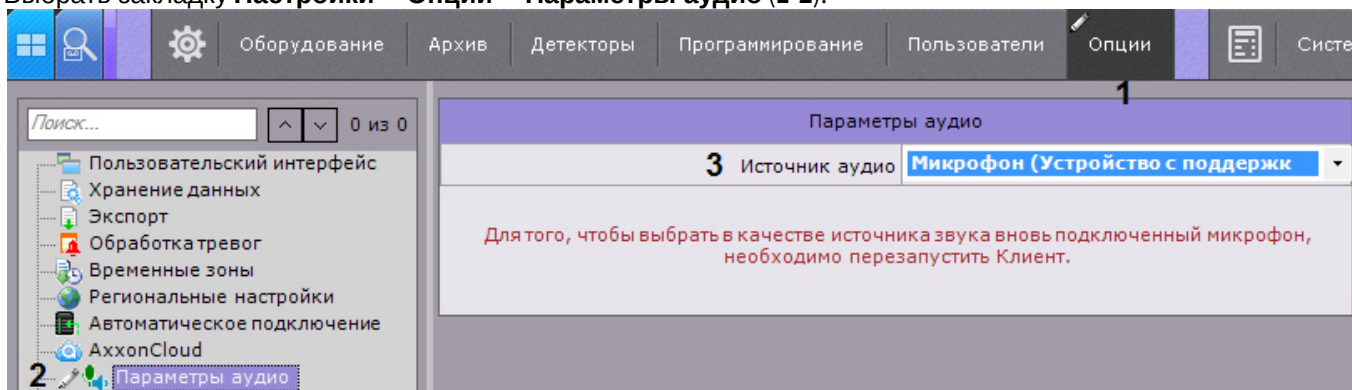 Выбрать закладку Настройки -> Опции -> Параметры аудио (1-2).
Оборудование Архив Детекторы Программирование Пользователи Опции Систе
1
Поиск... 0 из 0
Пользовательский интерфейс
Хранение данных
Экспорт
Обработка тревог
Временные зоны
Региональные настройки
Автоматическое подключение
AxxonCloud
2 Параметры аудио
Параметры аудио
3 Источник аудио Микрофон (Устройство с поддержк
Для того, чтобы выбрать в качестве источника звука вновь подключенный микрофон,
необходимо перезапустить Клиент.